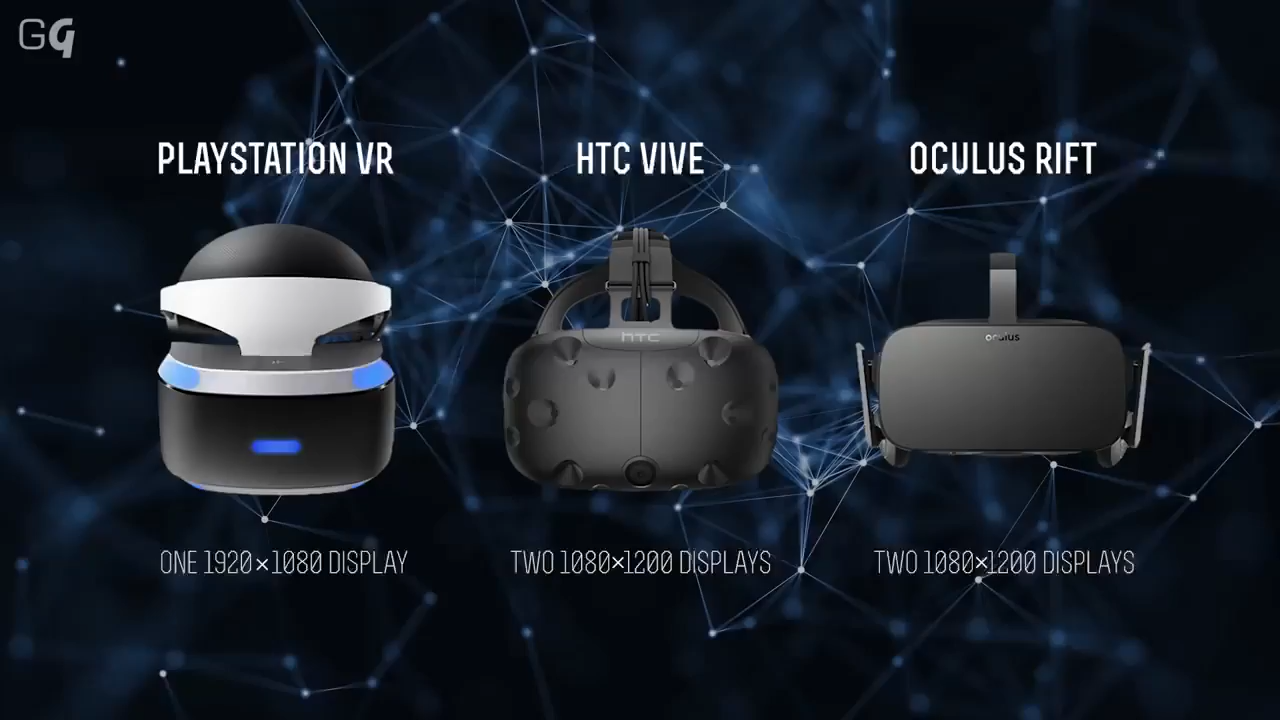 GG
PLAYSTATION VR
HTC VIVE
OCULUS RIFT
hTC
oculus
ONE 1920×1080 DISPLAY
TWO 1080×1200 DISPLAYS
TWO 1080×1200 DISPLAYS